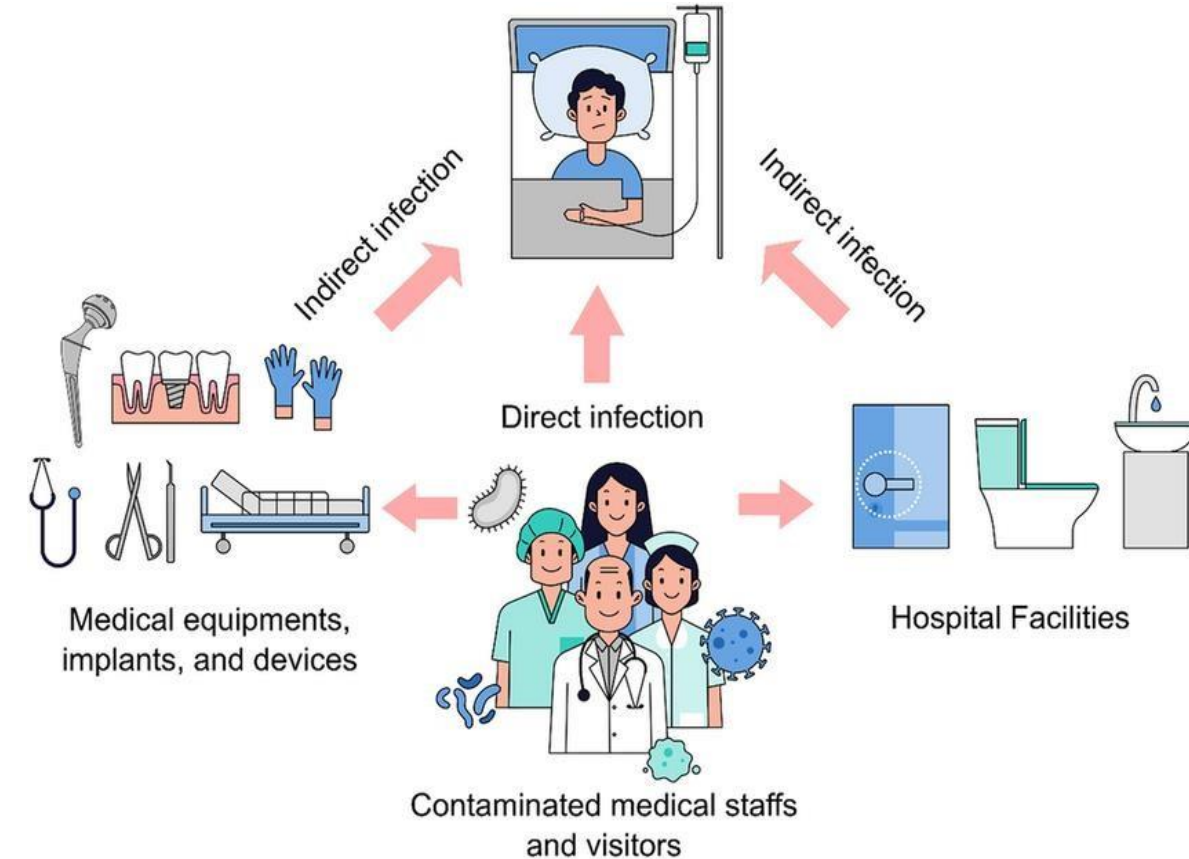 Indirect infection
Indirect infection
Direct infection
Medical equipments,
implants, and devices
Hospital Facilities
Contaminated medical staffs
and visitors